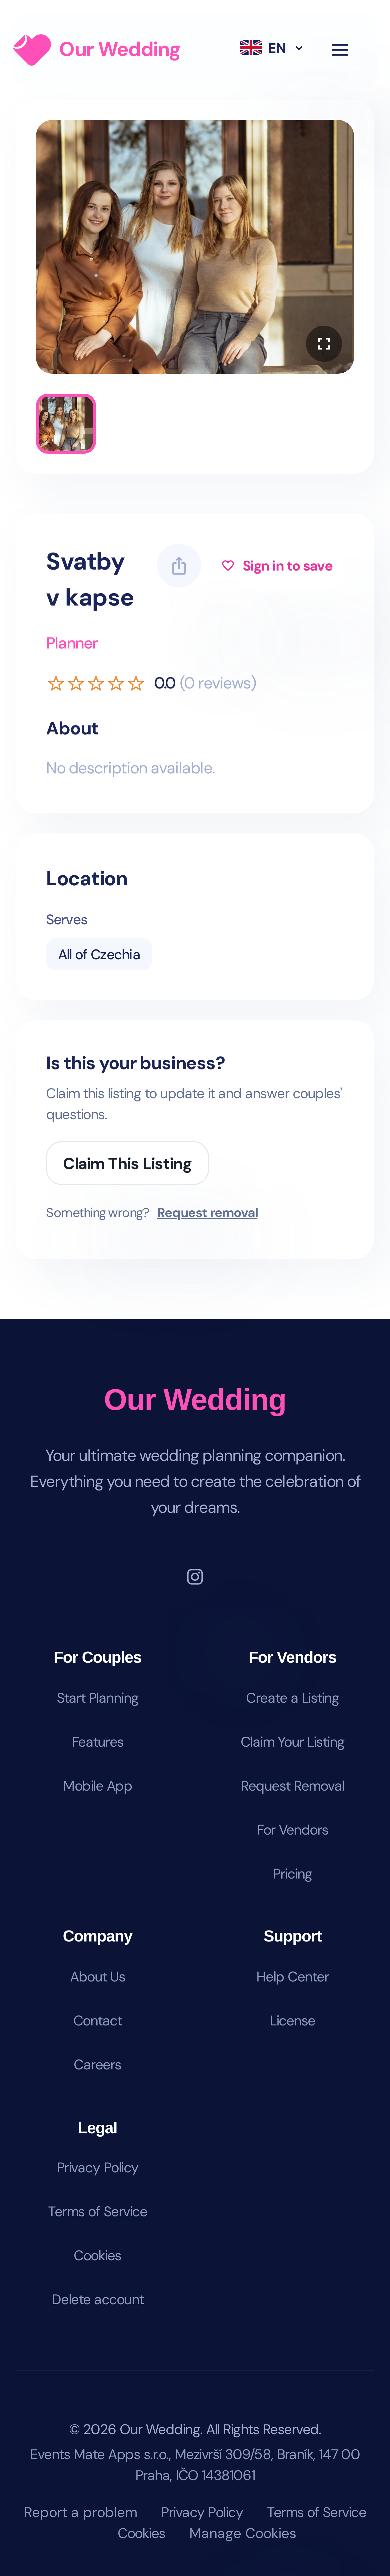 Our Wedding
EN
Svatby
v kapse
Sign in to save
Planner
0.0 (0 reviews)
About
No description available.
Location
Serves
All of Czechia
Is this your business?
Claim this listing to update it and answer couples'
questions.
Claim This Listing
Something wrong? Request removal
Our Wedding
Your ultimate wedding planning companion.
Everything you need to create the celebration of
your dreams.
For Couples
Start Planning
Features
Mobile App
For Vendors
Create a Listing
Claim Your Listing
Request Removal
For Vendors
Pricing
Company
About Us
Contact
Careers
Support
Help Center
License
Legal
Privacy Policy
Terms of Service
Cookies
Delete account
© 2026 Our Wedding. All Rights Reserved.
Events Mate Apps s.r.o., Mezivrší 309/58, Braník, 147 00
Praha, IČO 14381061
Report a problem Privacy Policy Terms of Service
Cookies Manage Cookies